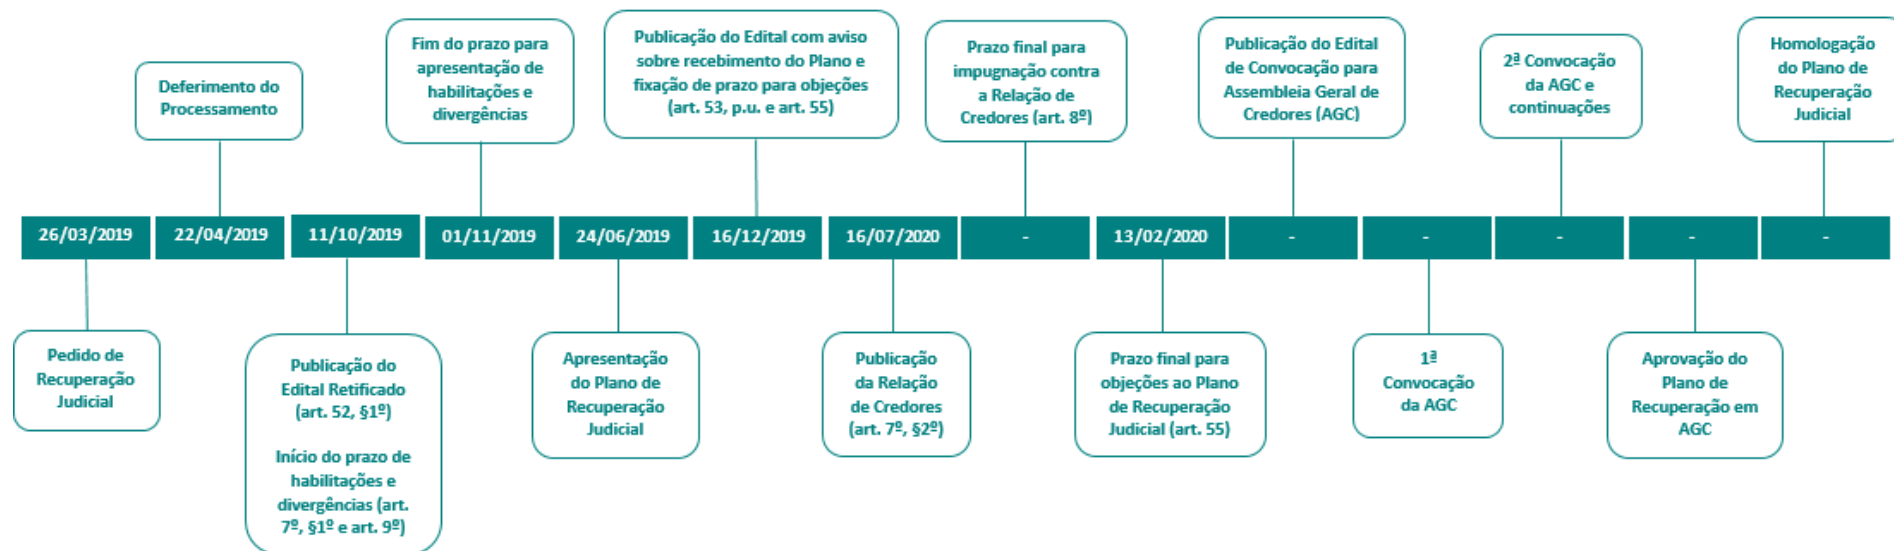 Deferimento do
Processamento
Fim do prazo para
apresentação de
habilitações e
divergências
Publicação do Edital com aviso
sobre recebimento do Plano e
fixação de prazo para objeções
(art. 53, p.u. e art. 55)
Prazo final para
impugnação contra
a Relação de
Credores (art. 8º)
Publicação do Edital
de Convocação para
Assembleia Geral de
Credores (AGC)
2ª Convocação
da AGC e
continuações
Homologação
do Plano de
Recuperação
Judicial
26/03/2019
22/04/2019
11/10/2019
01/11/2019
24/06/2019
16/12/2019
16/07/2020
-
13/02/2020
-
-
-
-
-
Pedido de
Recuperação
Judicial
Publicação do
Edital Retificado
(art. 52, §1º)
Início do prazo de
habilitações e
divergências (art.
7º, §1º e art. 9º)
Apresentação
do Plano de
Recuperação
Judicial
Publicação
da Relação
de Credores
(art. 7º, §2º)
Prazo final para
objeções ao Plano
de Recuperação
Judicial (art. 55)
1ª
Convocação
da AGC
Aprovação do
Plano de
Recuperação em
AGC